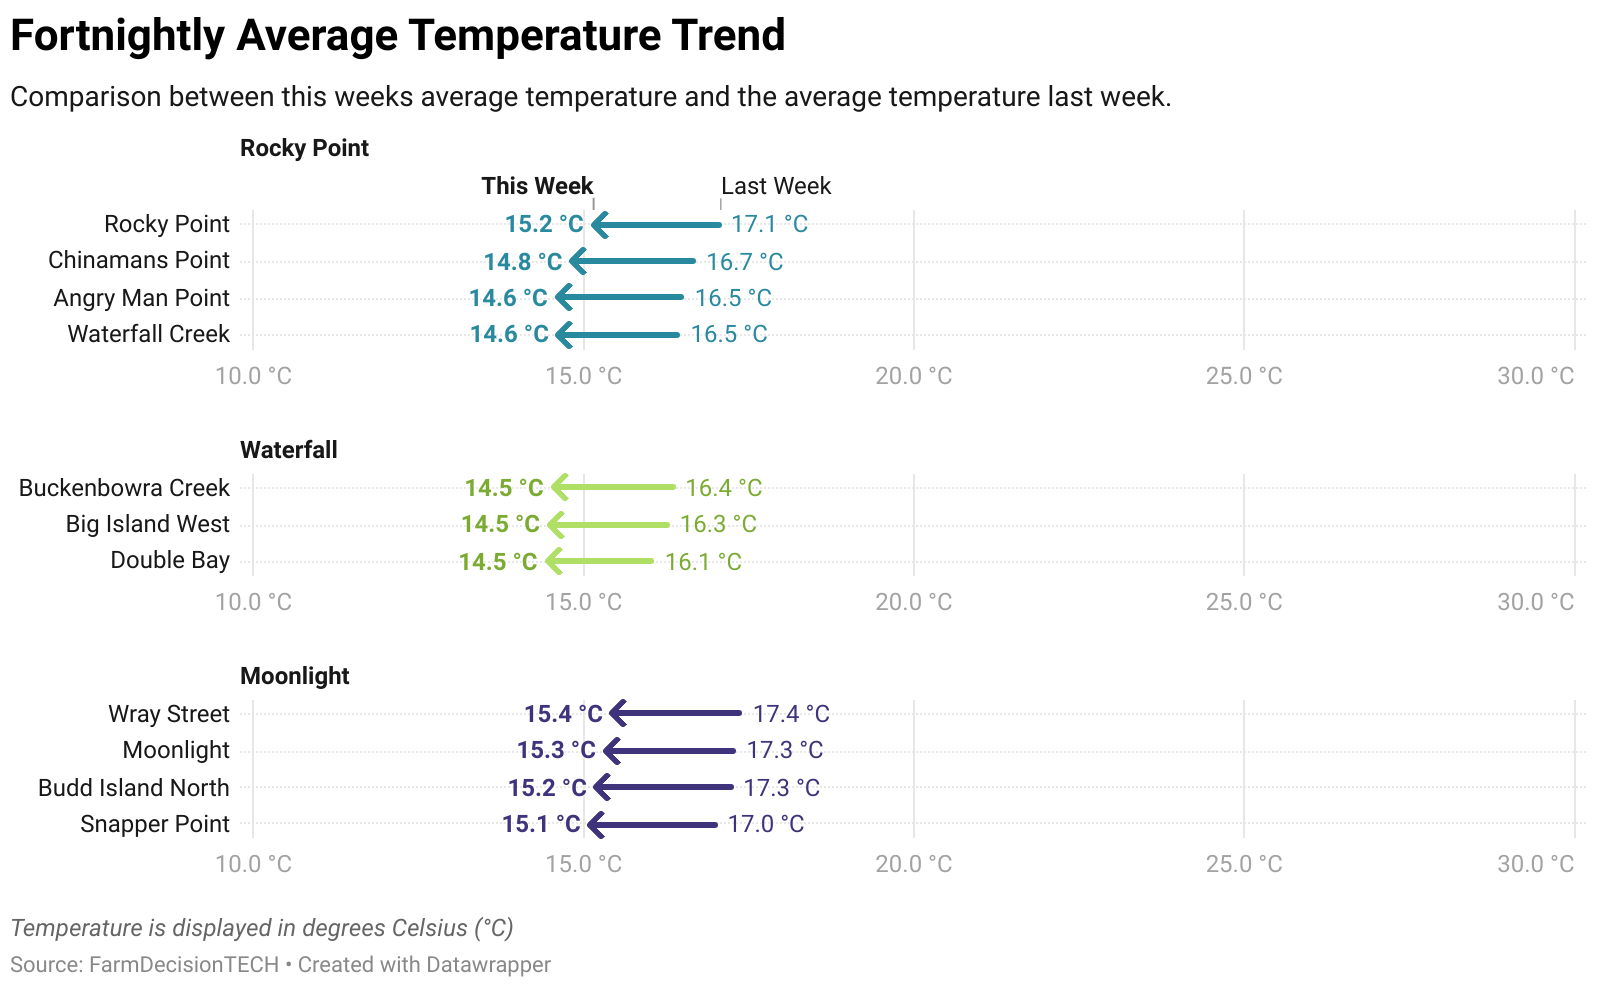 Fortnightly Average Temperature Trend
Comparison between this weeks average temperature and the average temperature last week.
Rocky Point
This Week Last Week
Rocky Point 15.2 °C 17.1 °C
Chinamans Point 14.8 °C 16.7 °C
Angry Man Point 14.6 °C 16.5 °C
Waterfall Creek 14.6 °C 16.5 °C
10.0 °C 15.0 °C 20.0 °C 25.0 °C 30.0 °C
Waterfall
Buckenbowra Creek 14.5 °C 16.4 °C
Big Island West 14.5 °C 16.3 °C
Double Bay 14.5 °C 16.1 °C
10.0 °C 15.0 °C 20.0 °C 25.0 °C 30.0 °C
Moonlight
Wray Street 15.4 °C 17.4 °C
Moonlight 15.3 °C 17.3 °C
Budd Island North 15.2 °C 17.3 °C
Snapper Point 15.1 °C 17.0 °C
10.0 °C 15.0 °C 20.0 °C 25.0 °C 30.0 °C
Temperature is displayed in degrees Celsius (°C)
Source: FarmDecisionTECH • Created with Datawrapper